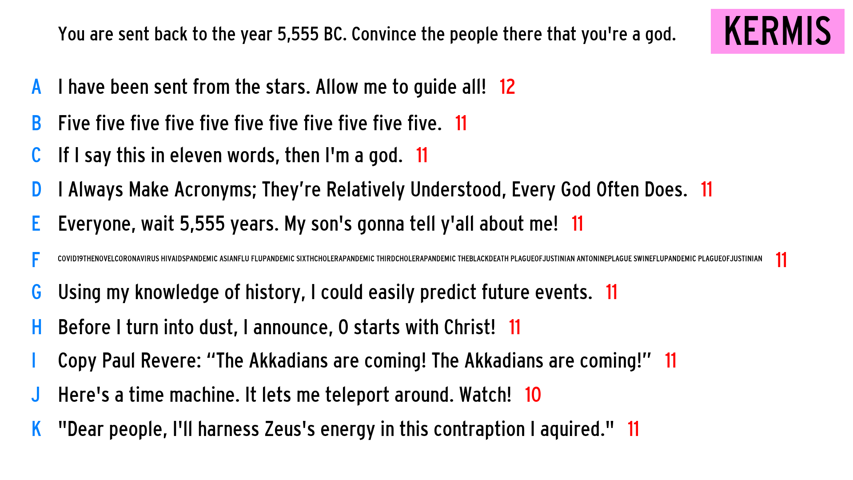 You are sent back to the year 5,555 BC. Convince the people there that you're a god.
KERMIS
A I have been sent from the stars. Allow me to guide all! 12
B Five five five five five five five five five five five. 11
C If I say this in eleven words, then I'm a god. 11
D I Always Make Acronyms; They’re Relatively Understood, Every God Often Does. 11
E Everyone, wait 5,555 years. My son's gonna tell y'all about me! 11
F COVID19THENOVELCORONAVIRUS HIVAIDSPANDEMIC ASIANFLU FLUPANDEMIC SIXTHCHOLERAPANDEMIC THIRDCHOLERAPANDEMIC THEBLACKDEATH PLAGUEOFJUSTINIAN ANTONINEPLAGUE SWINEFLUPANDEMIC PLAGUEOFJUSTINIAN 11
G Using my knowledge of history, I could easily predict future events. 11
H Before I turn into dust, I announce, 0 starts with Christ! 11
I Copy Paul Revere: “The Akkadians are coming! The Akkadians are coming!” 11
J Here's a time machine. It lets me teleport around. Watch! 10
K "Dear people, I'll harness Zeus's energy in this contraption I aquired." 11